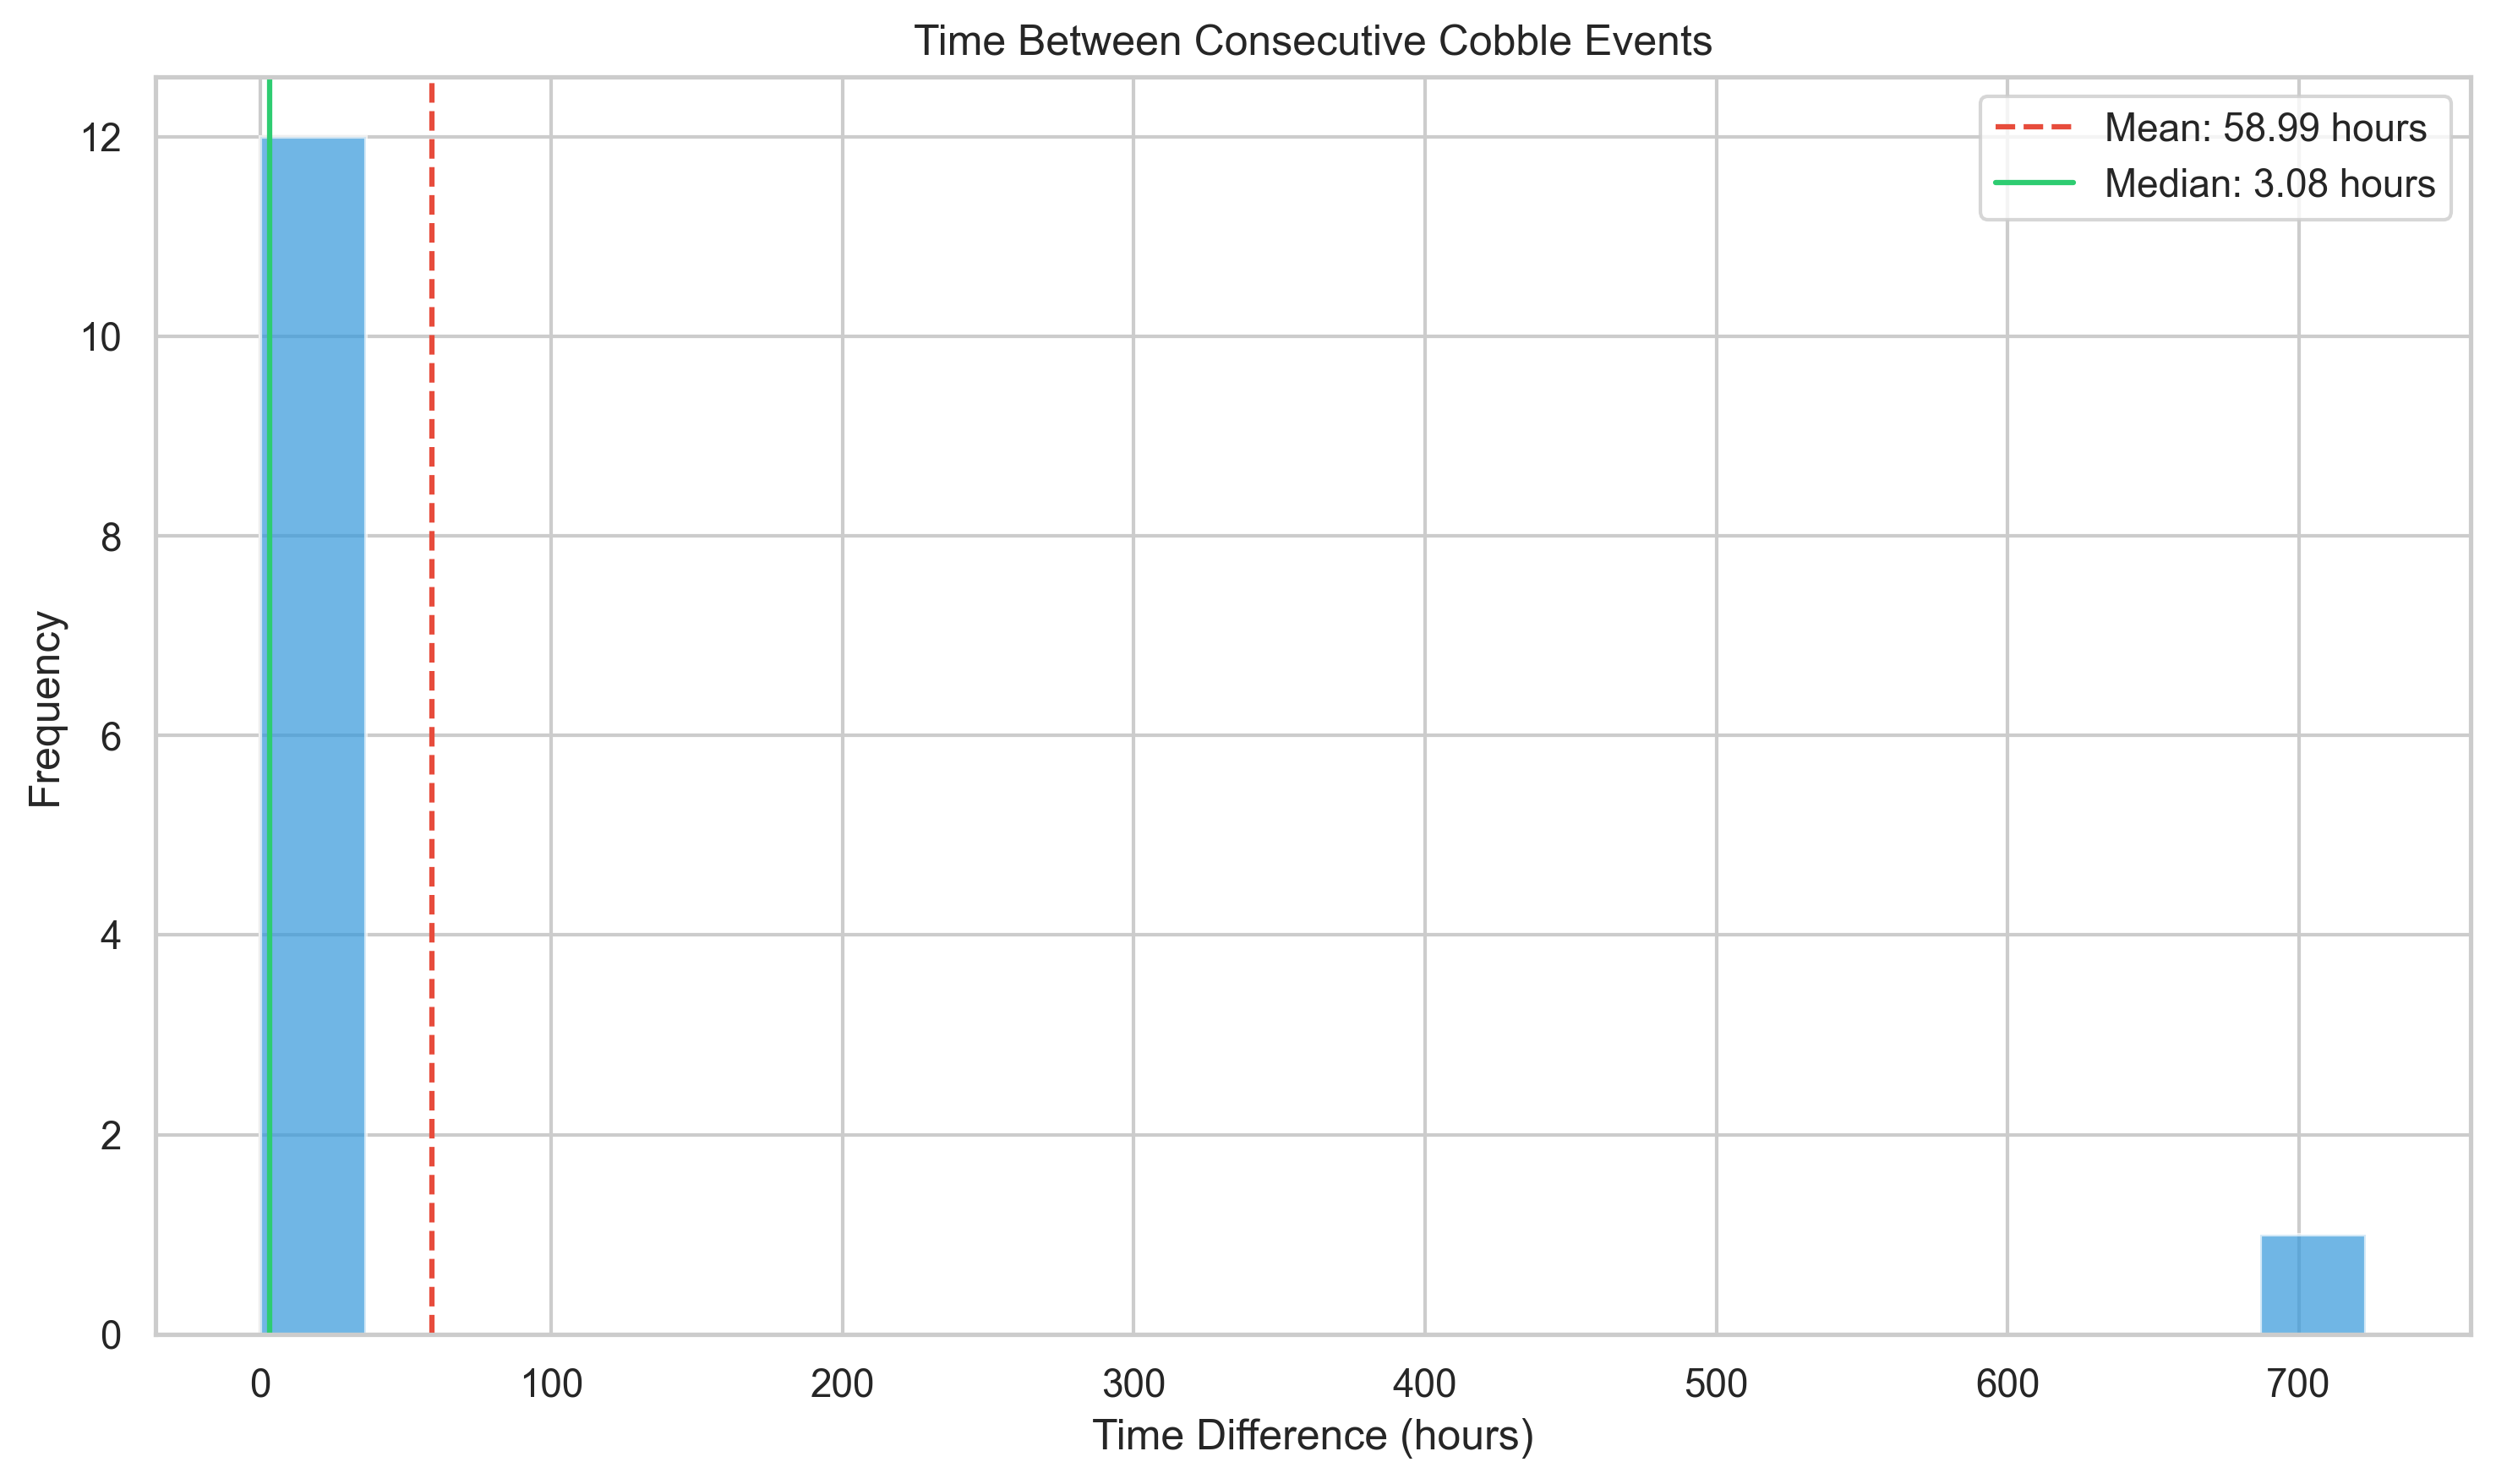 Time Between Consecutive Cobble Events
Mean: 58.99 hours
Median: 3.08 hours
Frequency
12
10
8
6
4
2
0
0 100 200 300 400 500 600 700
Time Difference (hours)